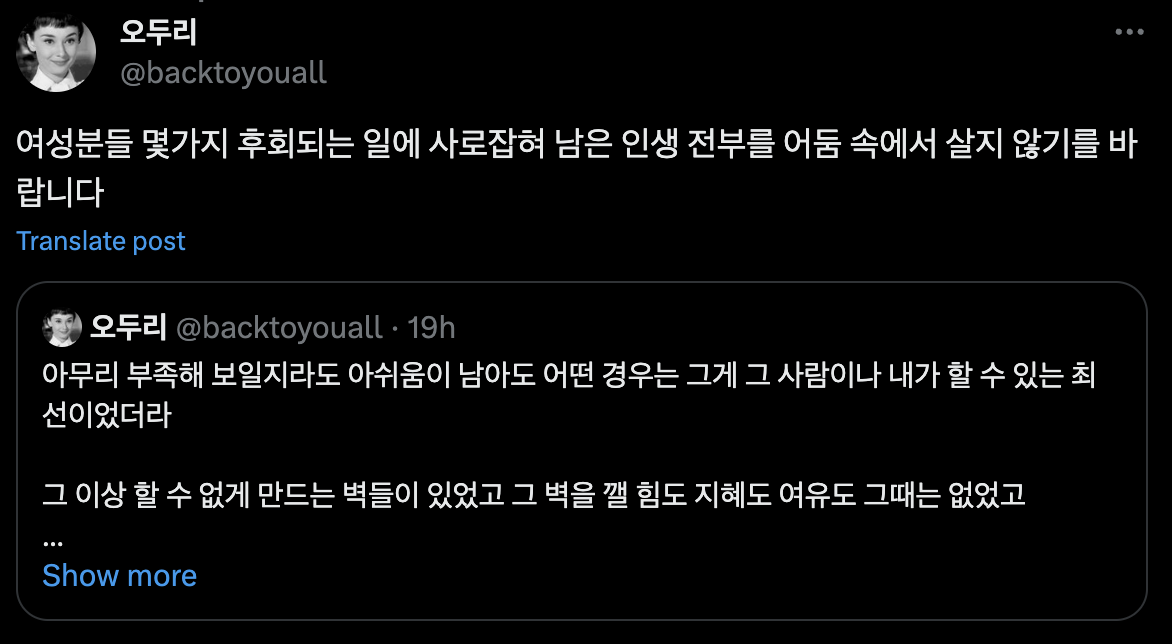 오두리
@backtoyouall
여성분들 몇가지 후회되는 일에 사로잡혀 남은 인생 전부를 어둠 속에서 살지 않기를 바
랍니다
Translate post
오두리 @backtoyouall · 19h
아무리 부족해 보일지라도 아쉬움이 남아도 어떤 경우는 그게 그 사람이나 내가 할 수 있는 최
선이었더라
그 이상 할 수 없게 만드는 벽들이 있었고 그 벽을 깰 힘도 지혜도 여유도 그때는 없었고
...
Show more